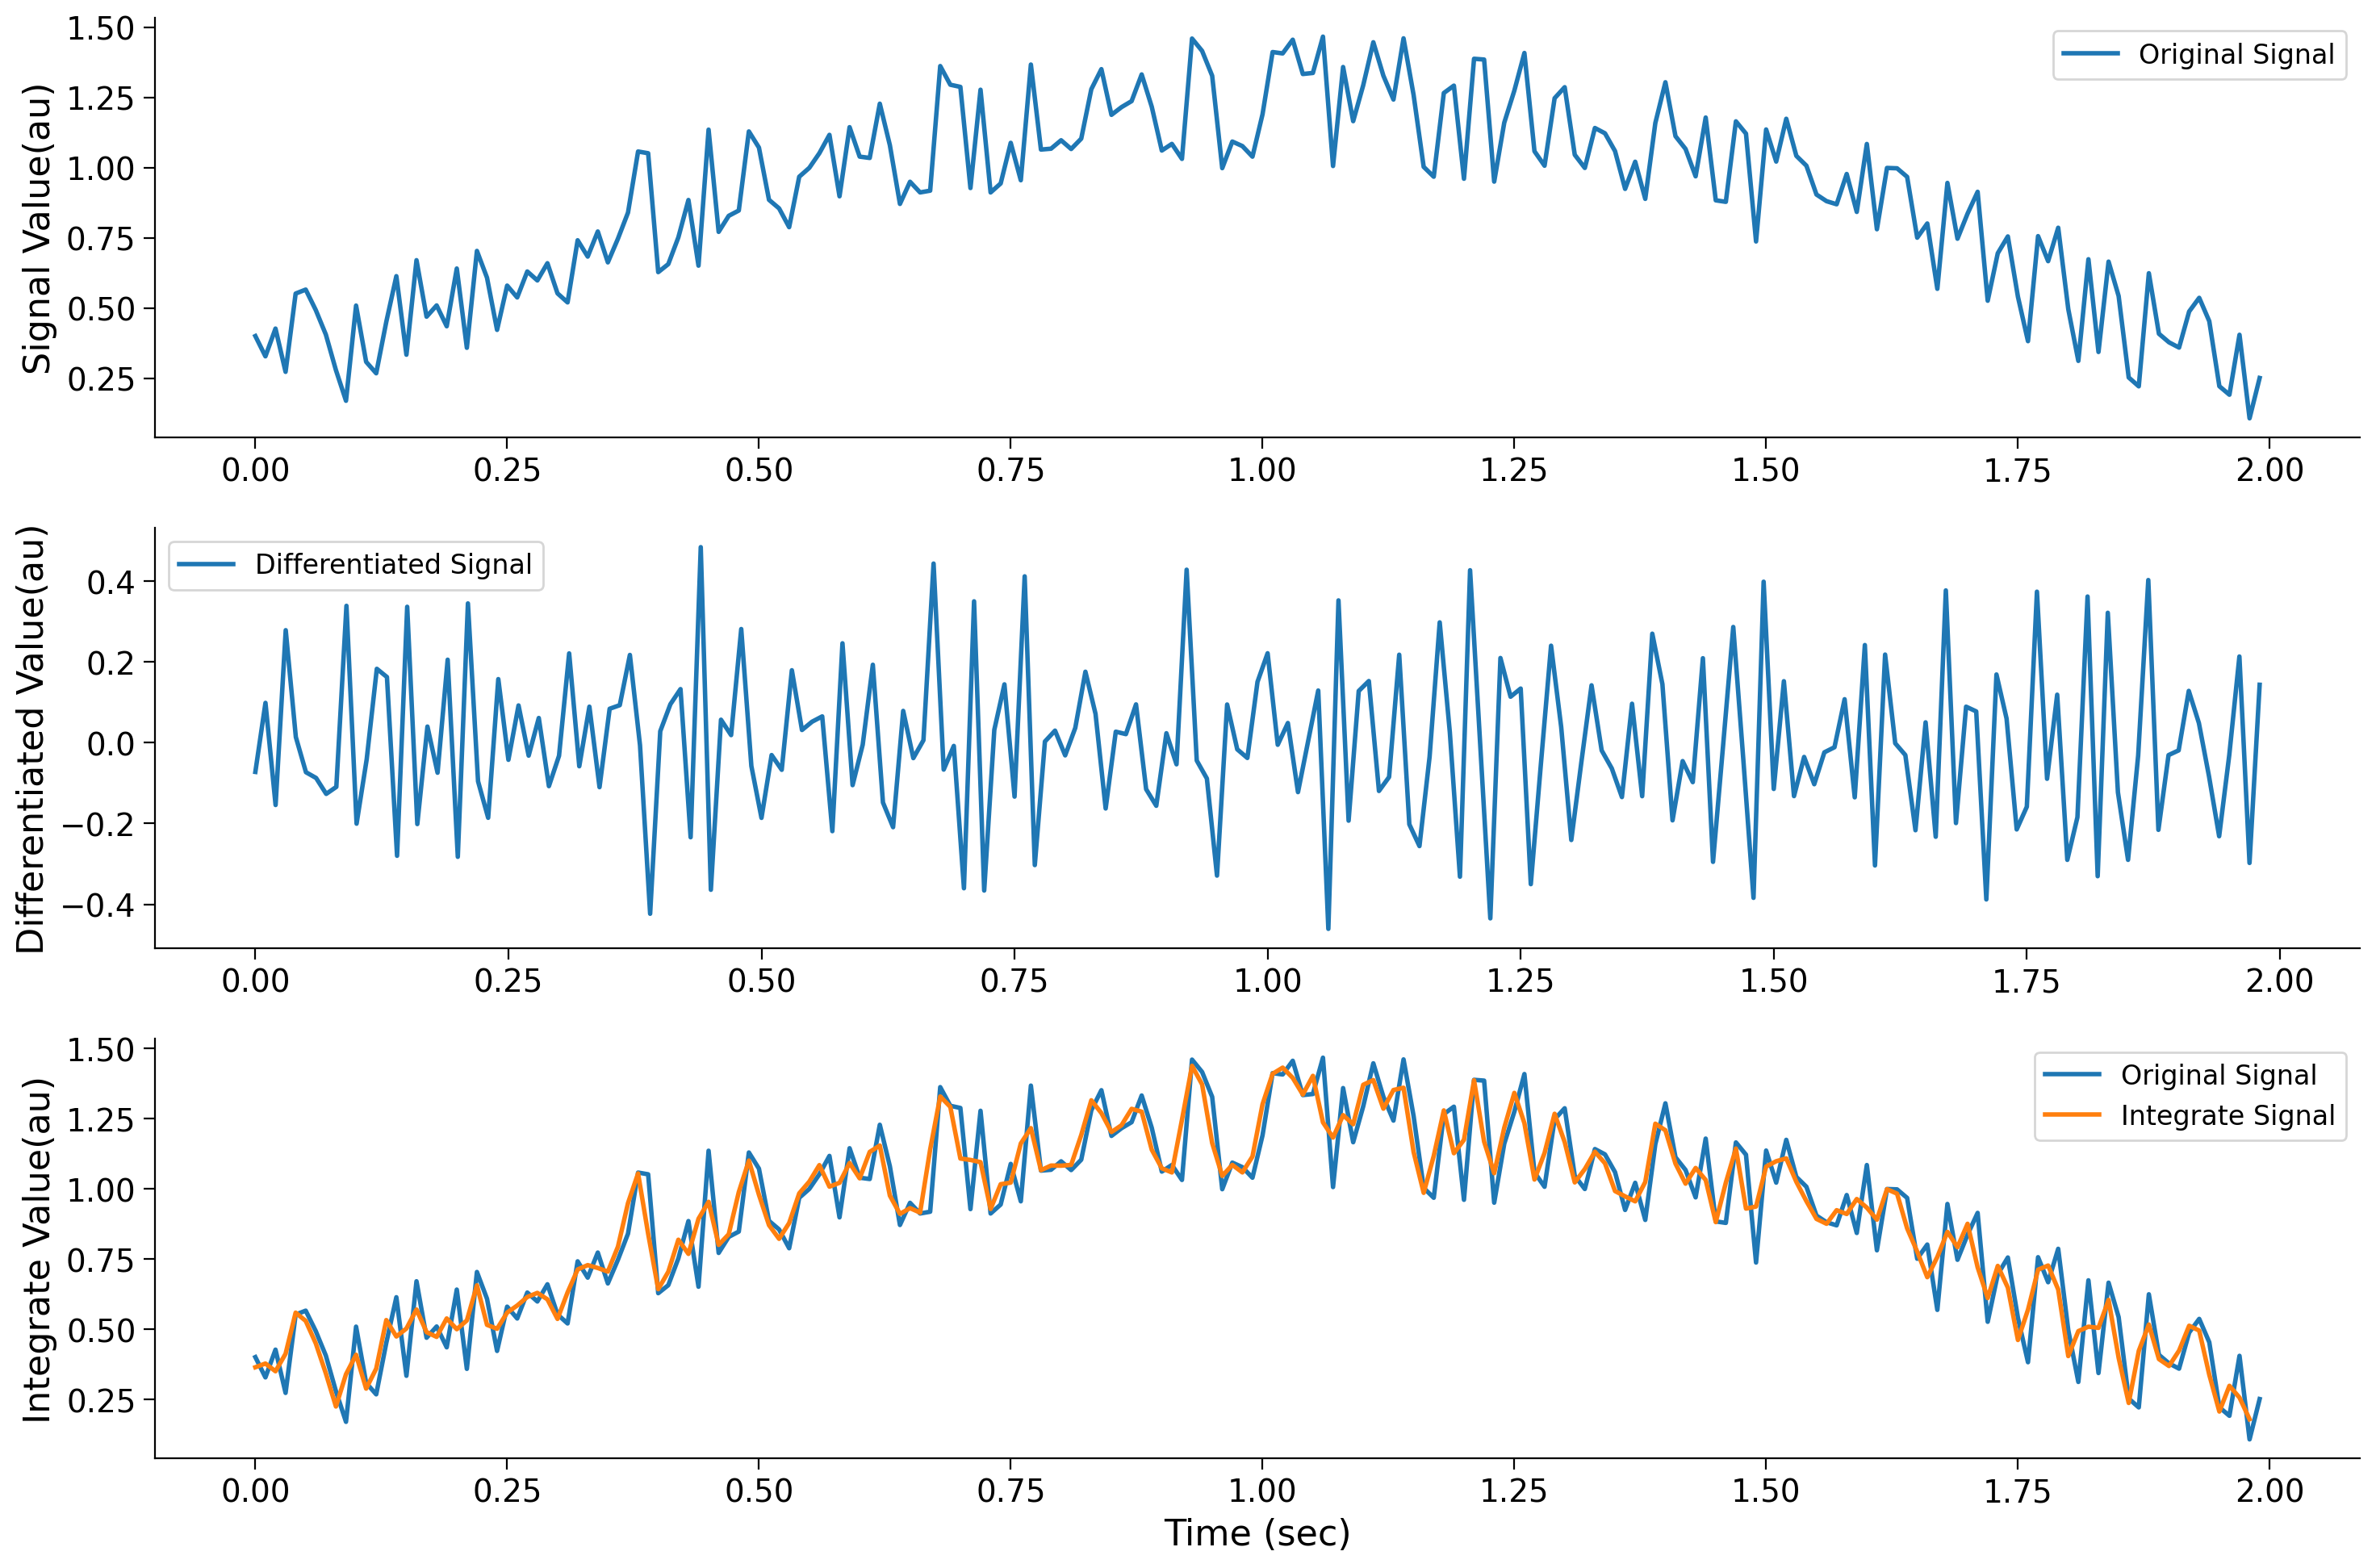 Signal Value(au)
1.50
1.25
1.00
0.75
0.50
0.25
Original Signal
0.00 0.25 0.50 0.75 1.00 1.25 1.50 1.75 2.00
Differentiated Value(au)
0.4
0.2
0.0
−0.2
−0.4
Differentiated Signal
0.00 0.25 0.50 0.75 1.00 1.25 1.50 1.75 2.00
Integrate Value(au)
1.50
1.25
1.00
0.75
0.50
0.25
Original Signal
Integrate Signal
0.00 0.25 0.50 0.75 1.00 1.25 1.50 1.75 2.00
Time (sec)